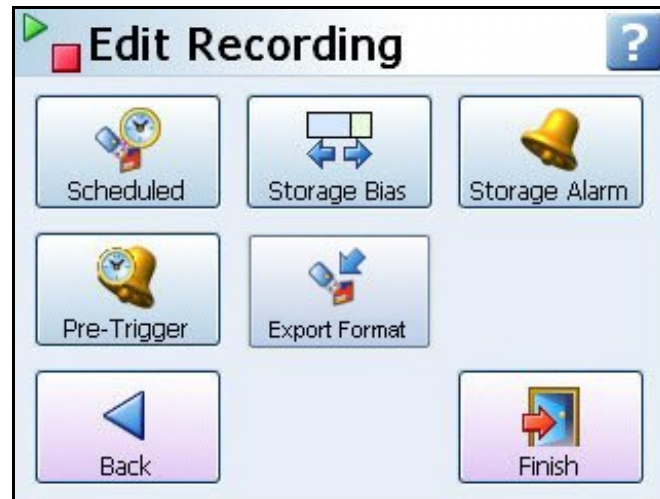 Edit Recording
?
Scheduled
Storage Bias
Storage Alarm
Pre-Trigger
Export Format
Back
Finish